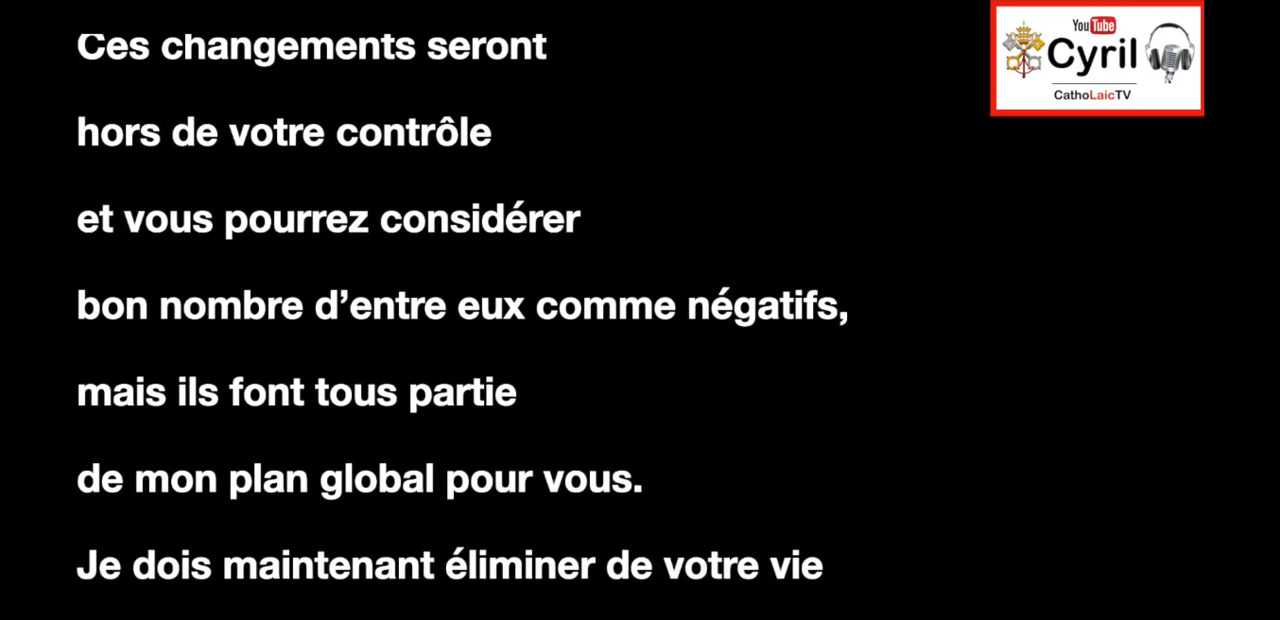 Ces changements seront
hors de votre contrôle
et vous pourrez considérer
bon nombre d’entre eux comme négatifs,
mais ils font tous partie
de mon plan global pour vous.
Je dois maintenant éliminer de votre vie
YouTube
Cyril
CathoLaicTV